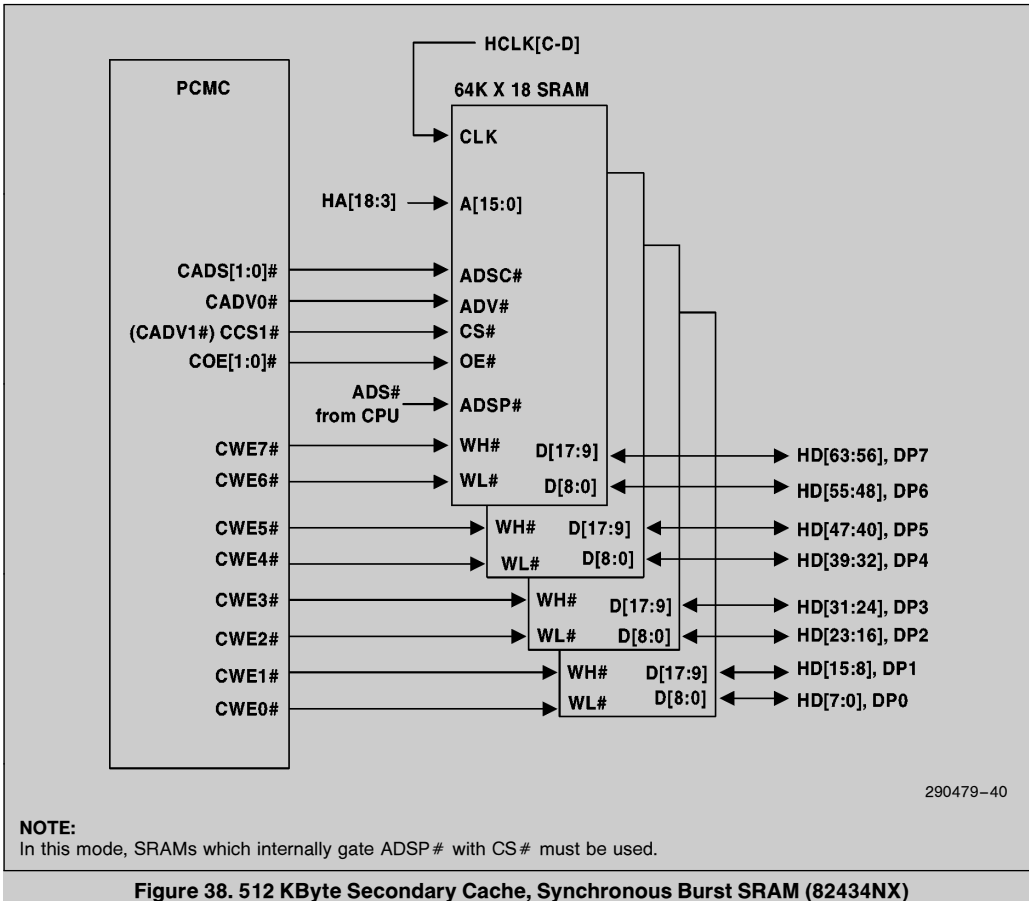 HCLK[C-D]
PCMC
64K X 18 SRAM
CLK
HA[18:3]
A[15:0]
CADS[1:0]#
ADSC#
CADV0#
ADV#
(CADV1#) CCS1#
CS#
COE[1:0]#
OE#
ADS#
from CPU
ADSP#
CWE7#
WH#
D[17:9]
HD[63:56], DP7
CWE6#
WL#
D[8:0]
HD[55:48], DP6
CWE5#
WH#
D[17:9]
HD[47:40], DP5
CWE4#
WL#
D[8:0]
HD[39:32], DP4
CWE3#
WH#
D[17:9]
HD[31:24], DP3
CWE2#
WL#
D[8:0]
HD[23:16], DP2
CWE1#
WH#
D[17:9]
HD[15:8], DP1
CWE0#
WL#
D[8:0]
HD[7:0], DP0
290479–40
NOTE:
In this mode, SRAMs which internally gate ADSP# with CS# must be used.
Figure 38. 512 KByte Secondary Cache, Synchronous Burst SRAM (82434NX)